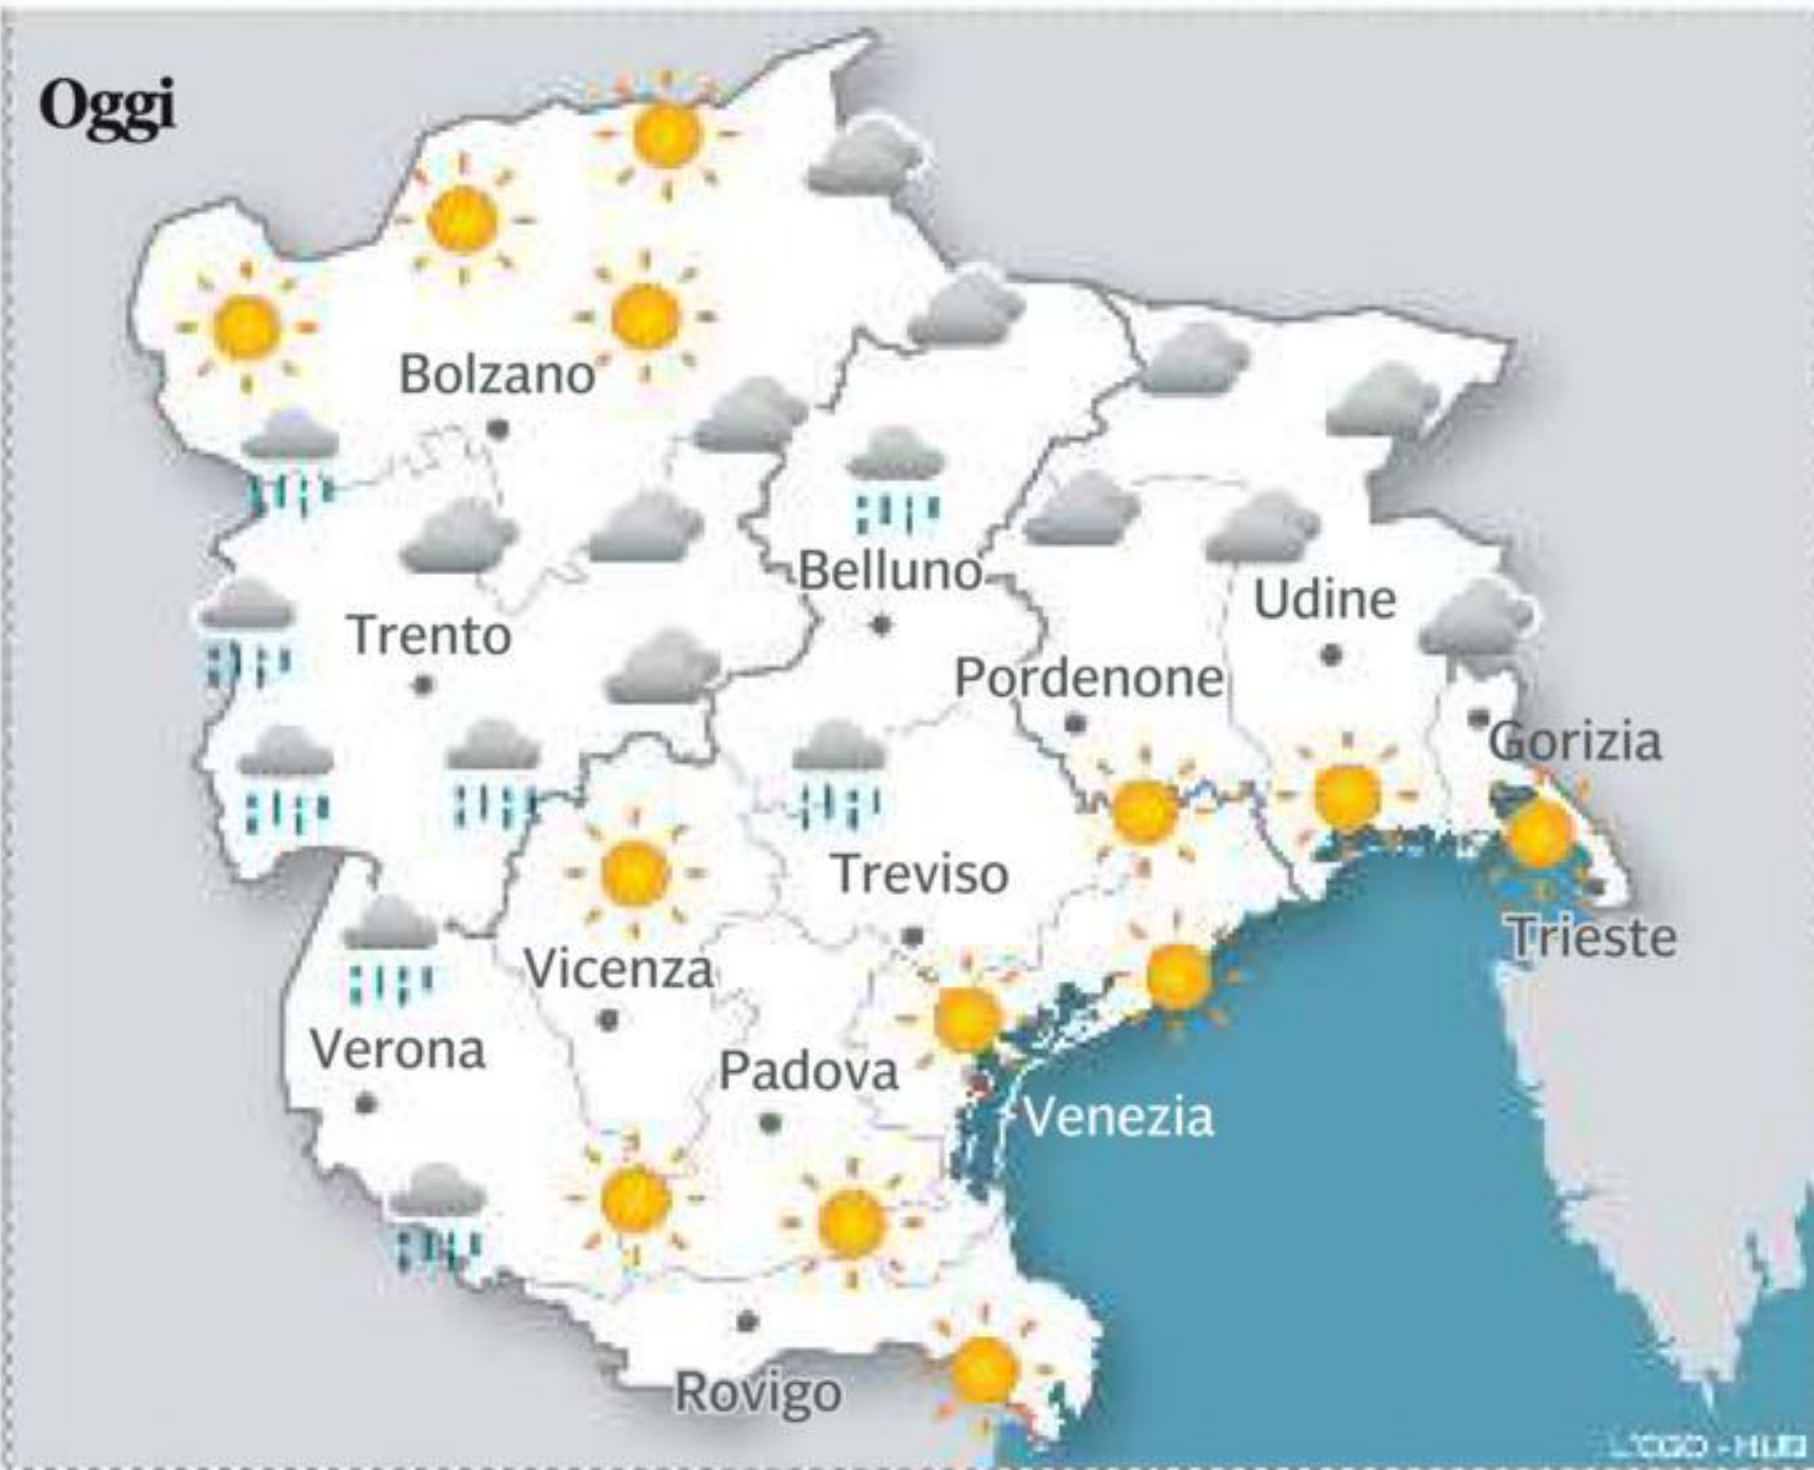 Oggi
Bolzano
Belluno
Udine
Trento
Pordenone
Gorizia
Treviso
Trieste
Vicenza
Verona
Padova
Venezia
Rovigo